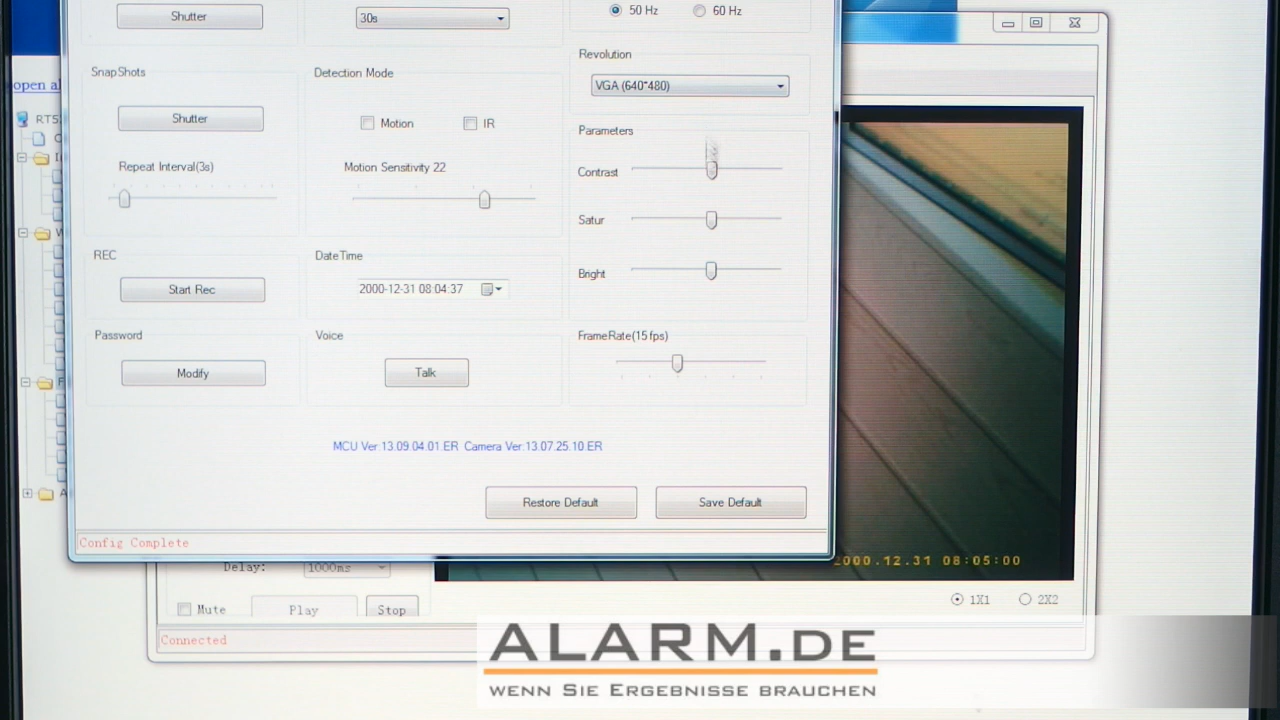 Shutter
30s
50 Hz
60 Hz
SnapShots
Shutter
Repeat Interval(3s)
Detection Mode
Motion
IR
Motion Sensitivity 22
Revolution
VGA (640*480)
Parameters
Contrast
Satur
Bright
REC
Start Rec
DateTime
2000-12-31 08:04:37
Password
Modify
Voice
Talk
FrameRate(15 fps)
MCU Ver:13.09.04.01.ER Camera Ver:13.07.25.10.ER
Restore Default
Save Default
Config Complete
open al
RTS
Delay:
1000ms
Mute
Play
Stop
Connected
2000.12.31 08:05:00
1X1
2X2
ALARM.DE
WENN SIE ERGEBNISSE BRAUCHEN